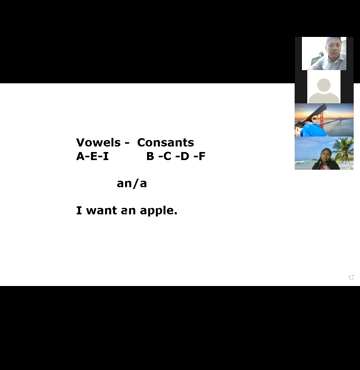 Vowels - Consants
A-E-I B -C -D -F
an/a
I want an apple.